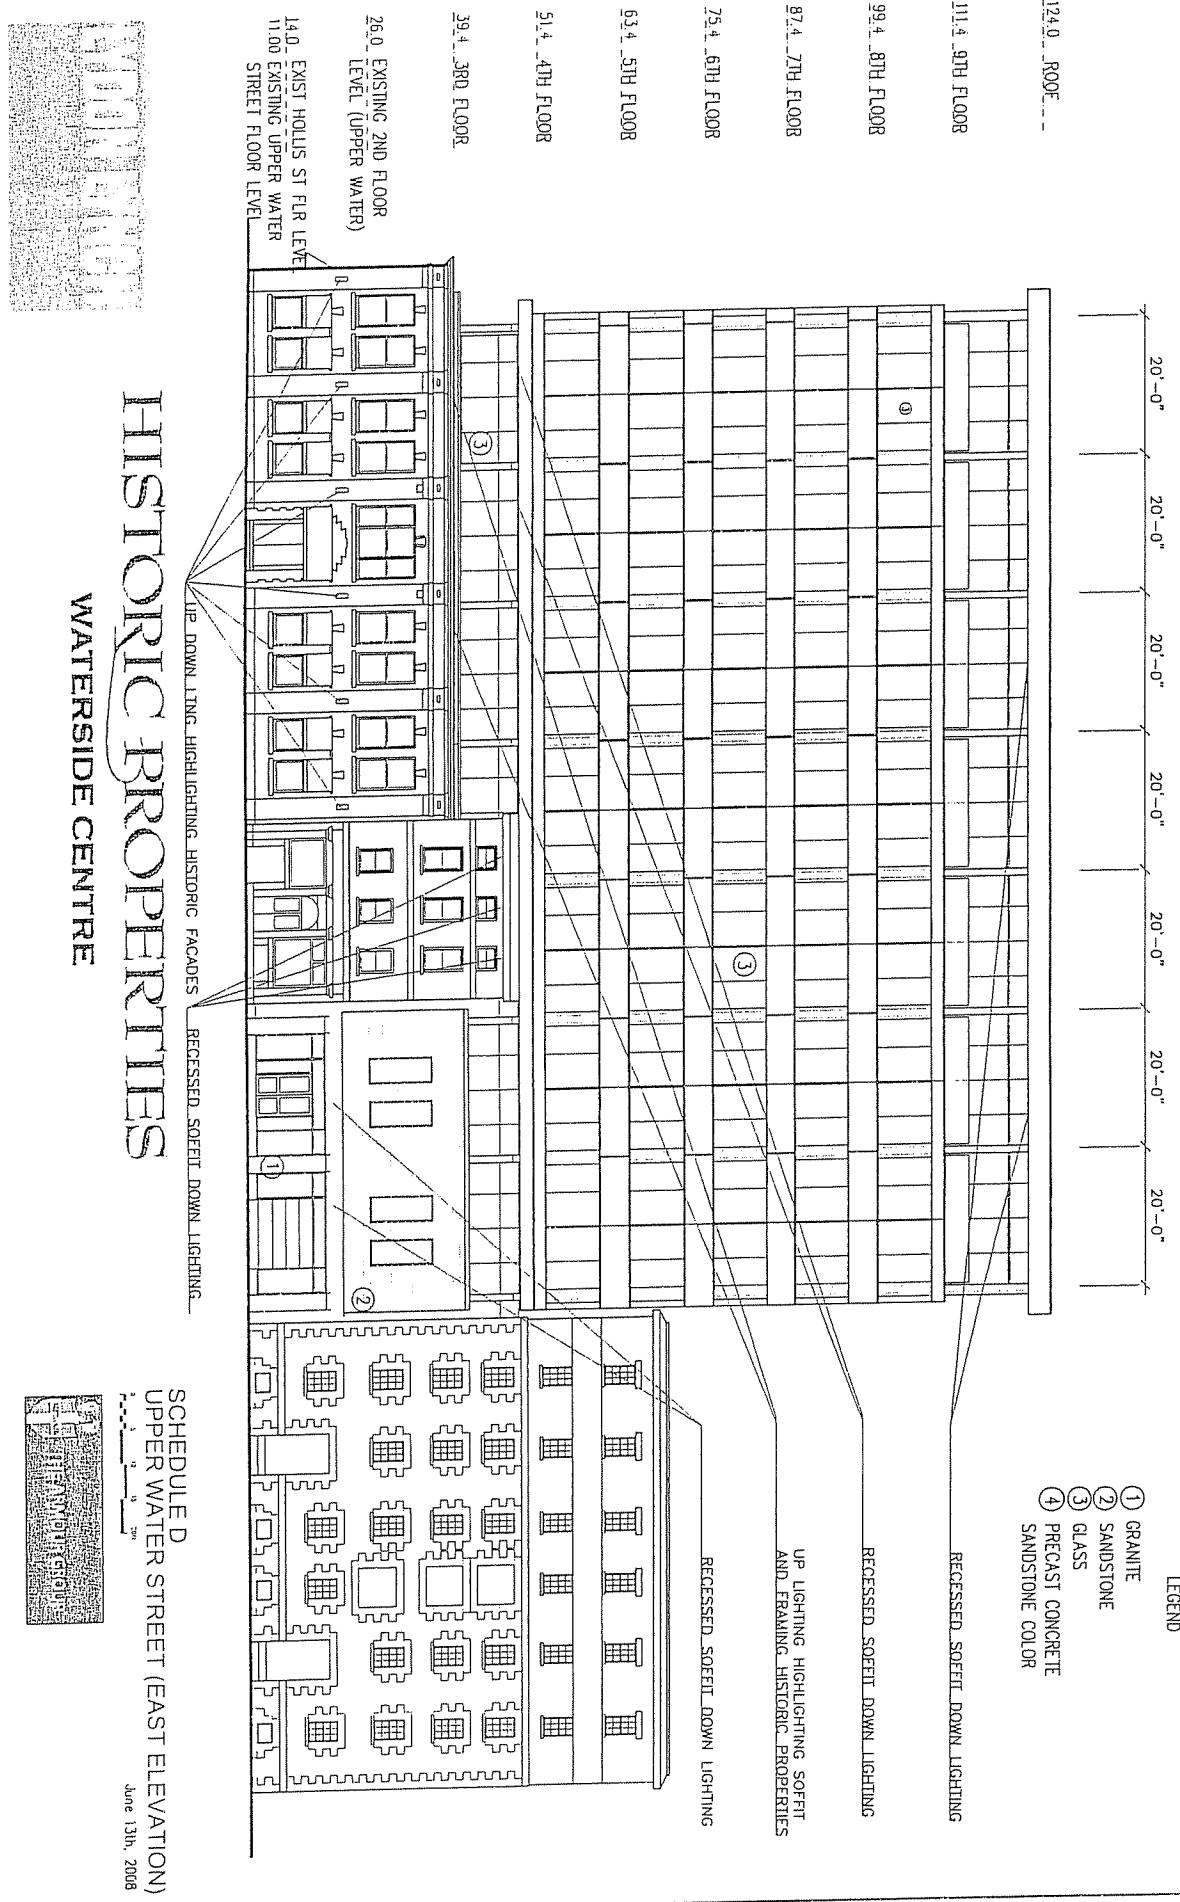 LEGEND
① GRANITE
② SANDSTONE
③ GLASS
④ PRECAST CONCRETE
SANDSTONE COLOR
20'-0" 20'-0" 20'-0" 20'-0" 20'-0" 20'-0" 20'-0"
124.0 ROOF
111.4 9TH FLOOR
99.4 8TH FLOOR
87.4 7TH FLOOR
75.4 6TH FLOOR
63.4 5TH FLOOR
51.4 4TH FLOOR
39.4 3RD FLOOR
26.0 EXISTING 2ND FLOOR
LEVEL (UPPER WATER)
14.0 EXIST HOLLIS ST FLR LEVE
11.00 EXISTING UPPER WATER
STREET FLOOR LEVEL
③
③
③
①
②
RECESSED SOFFIT DOWN LIGHTING
RECESSED SOFFIT DOWN LIGHTING
UP LIGHTING HIGHLIGHTING SOFFIT
AND FRAMING HISTORIC PROPERTIES
RECESSED SOFFIT DOWN LIGHTING
UP DOWN LTNG HIGHLIGHTING HISTORIC FACADES
RECESSED SOFFIT DOWN LIGHTING
HISTORIC PROPERTIES
WATERSIDE CENTRE
SCHEDULE D
UPPER WATER STREET (EAST ELEVATION)
June 13th, 2008